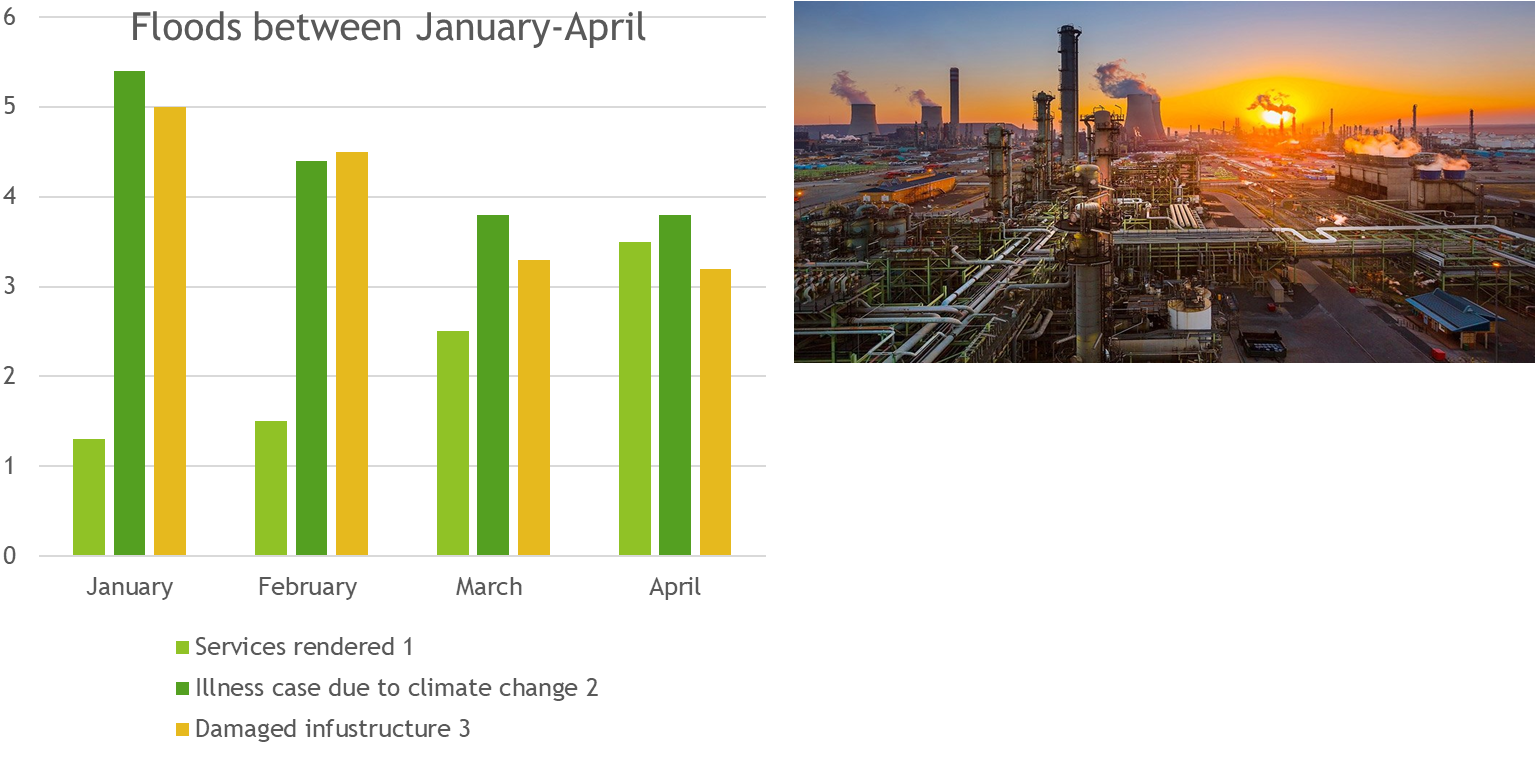 Floods between January-April
6
5
4
3
2
1
0
January February March April
Services rendered 1
Illness case due to climate change 2
Damaged infustructure 3